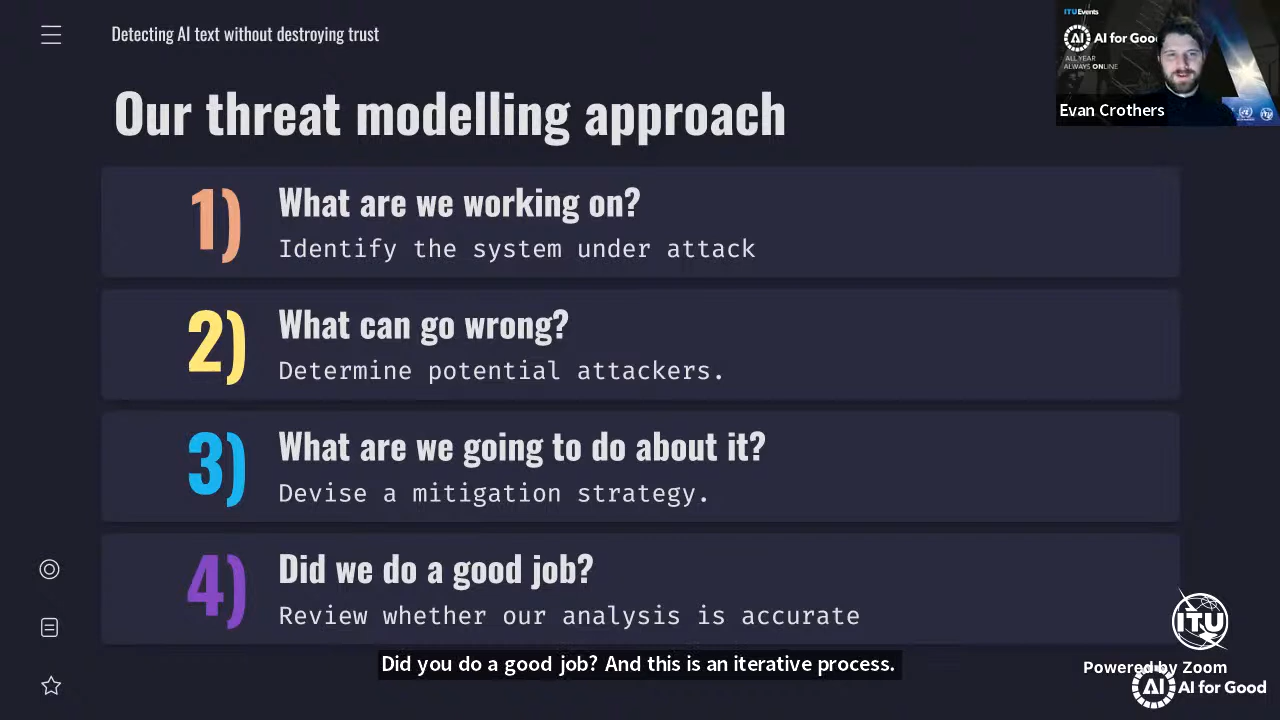 Detecting AI text without destroying trust
ITUEvents
AI for Good
ALL YEAR
ALWAYS ONLINE
Evan Crothers
Our threat modelling approach
1)
What are we working on?
Identify the system under attack
2)
What can go wrong?
Determine potential attackers.
3)
What are we going to do about it?
Devise a mitigation strategy.
4)
Did we do a good job?
Review whether our analysis is accurate
ITU
Did you do a good job? And this is an iterative process.
Powered by Zoom
AI
AI for Good